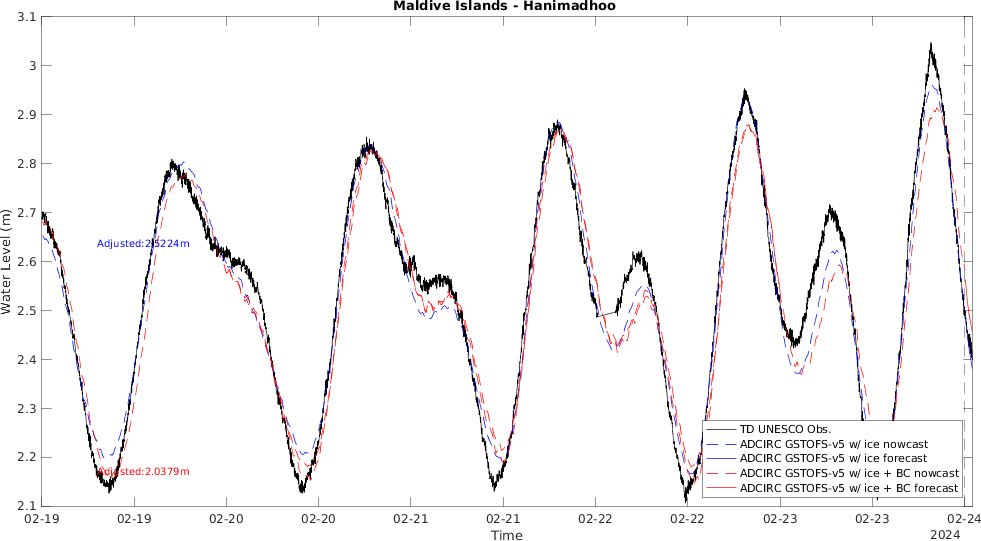 Maldive Islands - Hanimadhoo
3.1
3
2.9
2.8
2.7
2.6
2.5
2.4
2.3
2.2
2.1
Water Level (m)
Adjusted:2.5224m
Adjusted:2.0379m
TD UNESCO Obs.
ADCIRC GSTOFS-v5 w/ ice nowcast
ADCIRC GSTOFS-v5 w/ ice forecast
ADCIRC GSTOFS-v5 w/ ice + BC nowcast
ADCIRC GSTOFS-v5 w/ ice + BC forecast
02-19 02-19 02-20 02-20 02-21 02-21 02-22 02-22 02-23 02-23 02-24
Time
2024